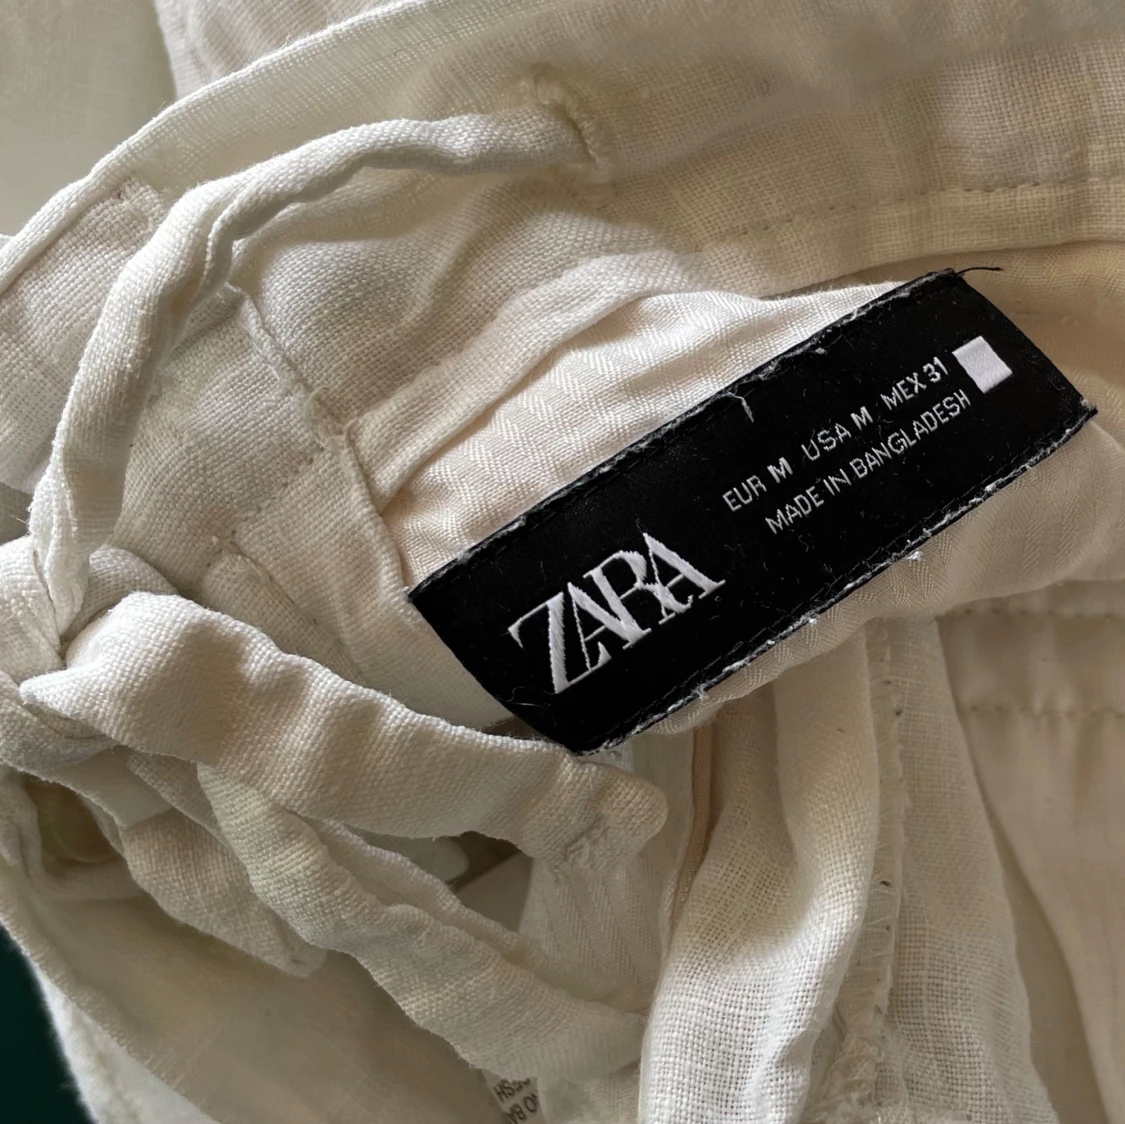 ZARA
EUR M USA M MEX 31
MADE IN BANGLADESH